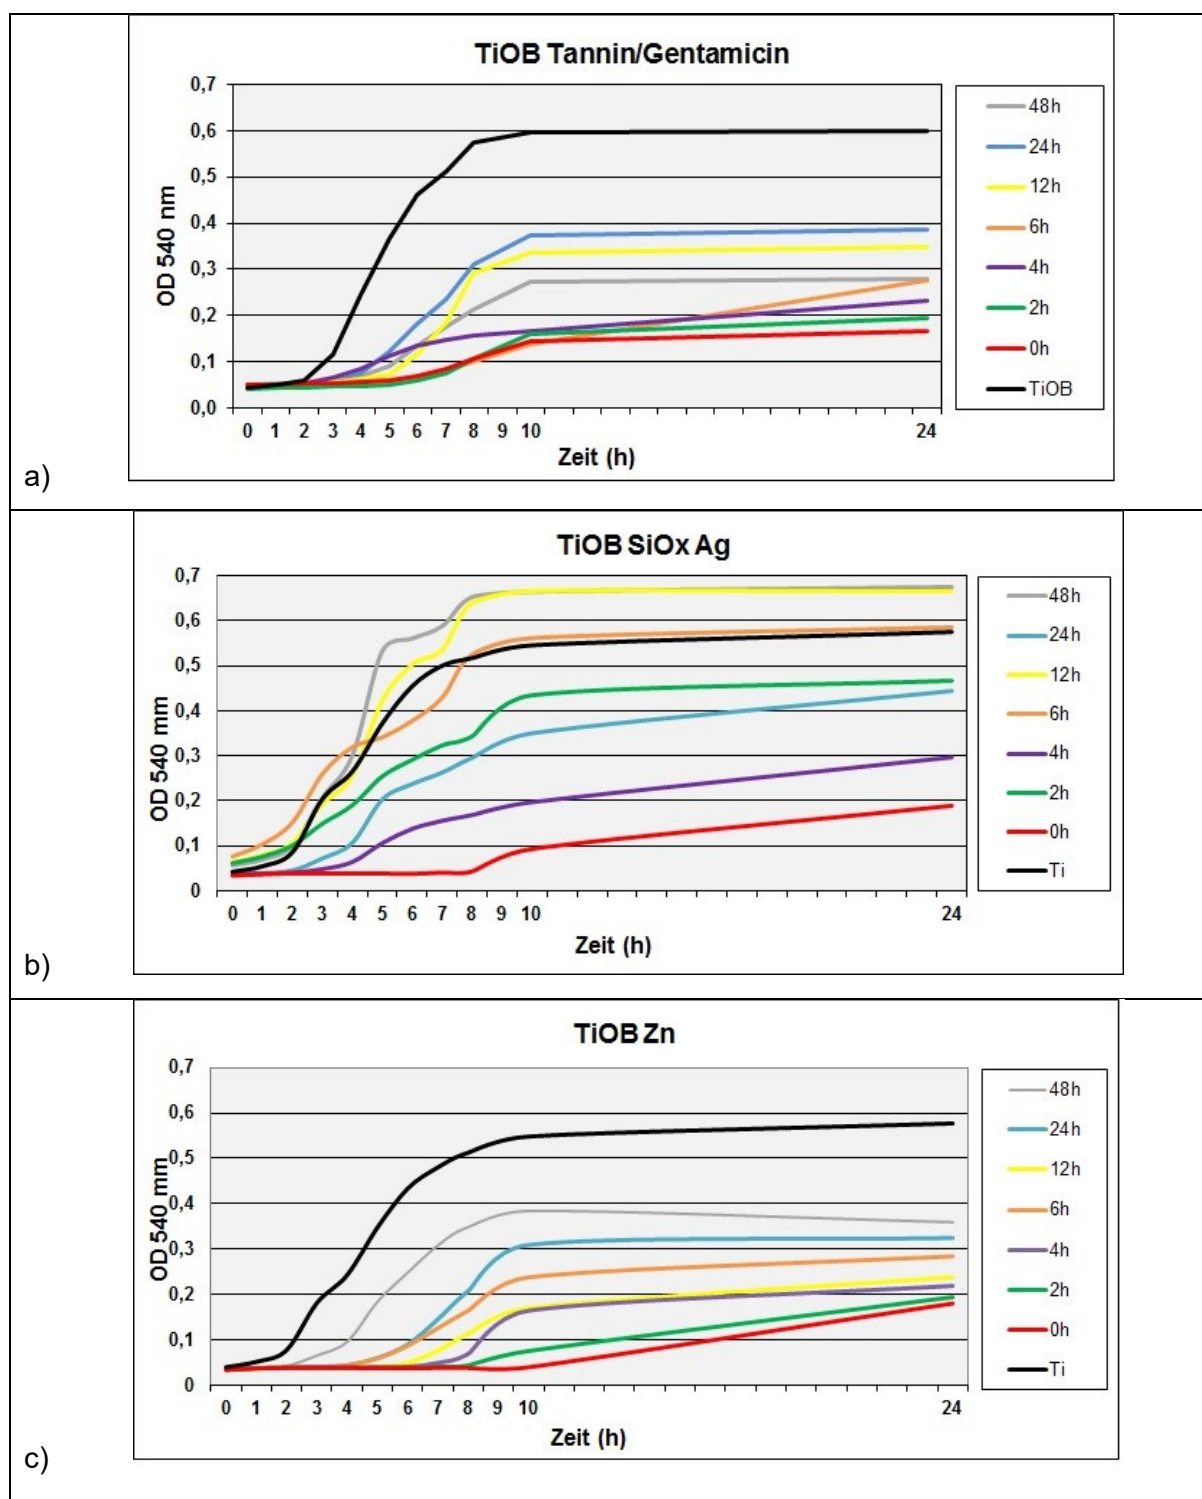 TiOB Tannin/Gentamicin
0,7
0,6
0,5
0,4
0,3
0,2
0,1
0,0
OD 540 nm
0 1 2 3 4 5 6 7 8 9 10 24
Zeit (h)
48h
24h
12h
6h
4h
2h
0h
TiOB
a)
TiOB SiOx Ag
0,7
0,6
0,5
0,4
0,3
0,2
0,1
0
OD 540 mm
0 1 2 3 4 5 6 7 8 9 10 24
Zeit (h)
48h
24h
12h
6h
4h
2h
0h
Ti
b)
TiOB Zn
0,7
0,6
0,5
0,4
0,3
0,2
0,1
0
OD 540 mm
0 1 2 3 4 5 6 7 8 9 10 24
Zeit (h)
48h
24h
12h
6h
4h
2h
0h
Ti
c)